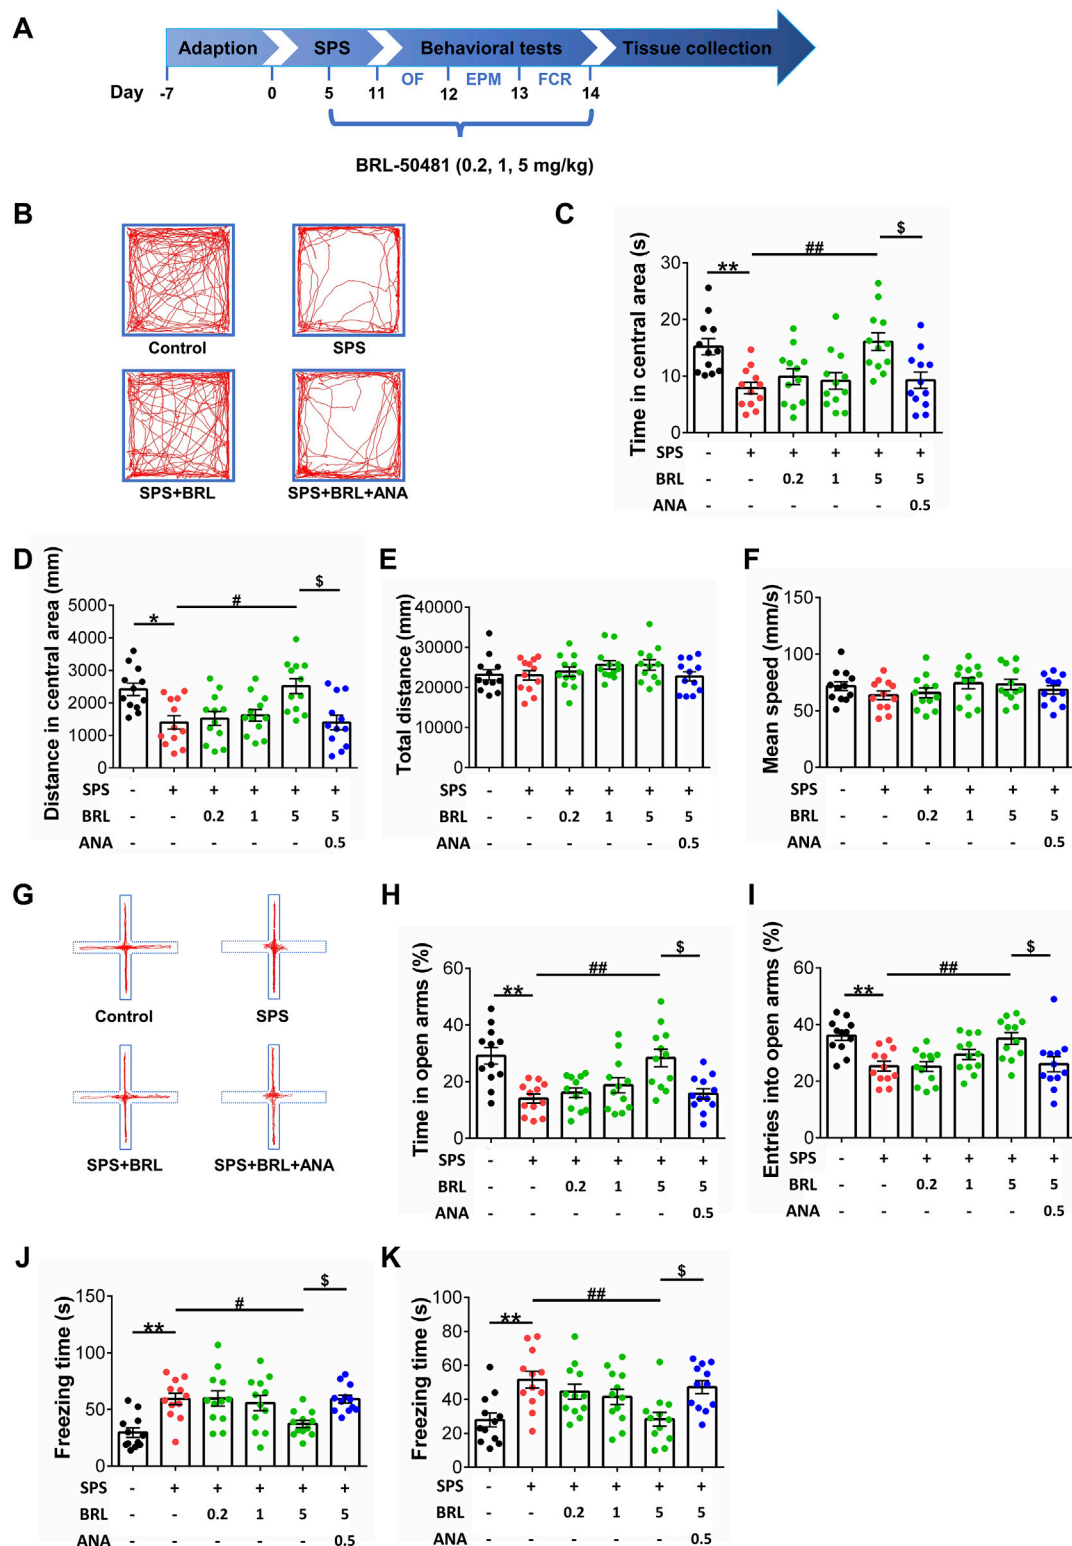 A
Adaption SPS Behavioral tests Tissue collection
OF EPM FCR
Day -7 0 5 11 12 13 14
BRL-50481 (0.2, 1, 5 mg/kg)
B
Control SPS
SPS+BRL SPS+BRL+ANA
C
Time in central area (s)
30
20
10
0
** ## $
SPS - + + + + +
BRL - - 0.2 1 5 5
ANA - - - - - 0.5
D
Distance in central area (mm)
5000
4000
3000
2000
1000
0
* # $
SPS - + + + + +
BRL - - 0.2 1 5 5
ANA - - - - - 0.5
E
Total distance (mm)
40000
30000
20000
10000
0
SPS - + + + + +
BRL - - 0.2 1 5 5
ANA - - - - - 0.5
F
Mean speed (mm/s)
150
100
50
0
SPS - + + + + +
BRL - - 0.2 1 5 5
ANA - - - - - 0.5
G
Control SPS
SPS+BRL SPS+BRL+ANA
H
Time in open arms (%)
60
40
20
0
** ## $
SPS - + + + + +
BRL - - 0.2 1 5 5
ANA - - - - - 0.5
I
Entries into open arms (%)
60
40
20
0
** ## $
SPS - + + + + +
BRL - - 0.2 1 5 5
ANA - - - - - 0.5
J
Freezing time (s)
150
100
50
0
** # $
SPS - + + + + +
BRL - - 0.2 1 5 5
ANA - - - - - 0.5
K
Freezing time (s)
100
80
60
40
20
0
** ## $
SPS - + + + + +
BRL - - 0.2 1 5 5
ANA - - - - - 0.5